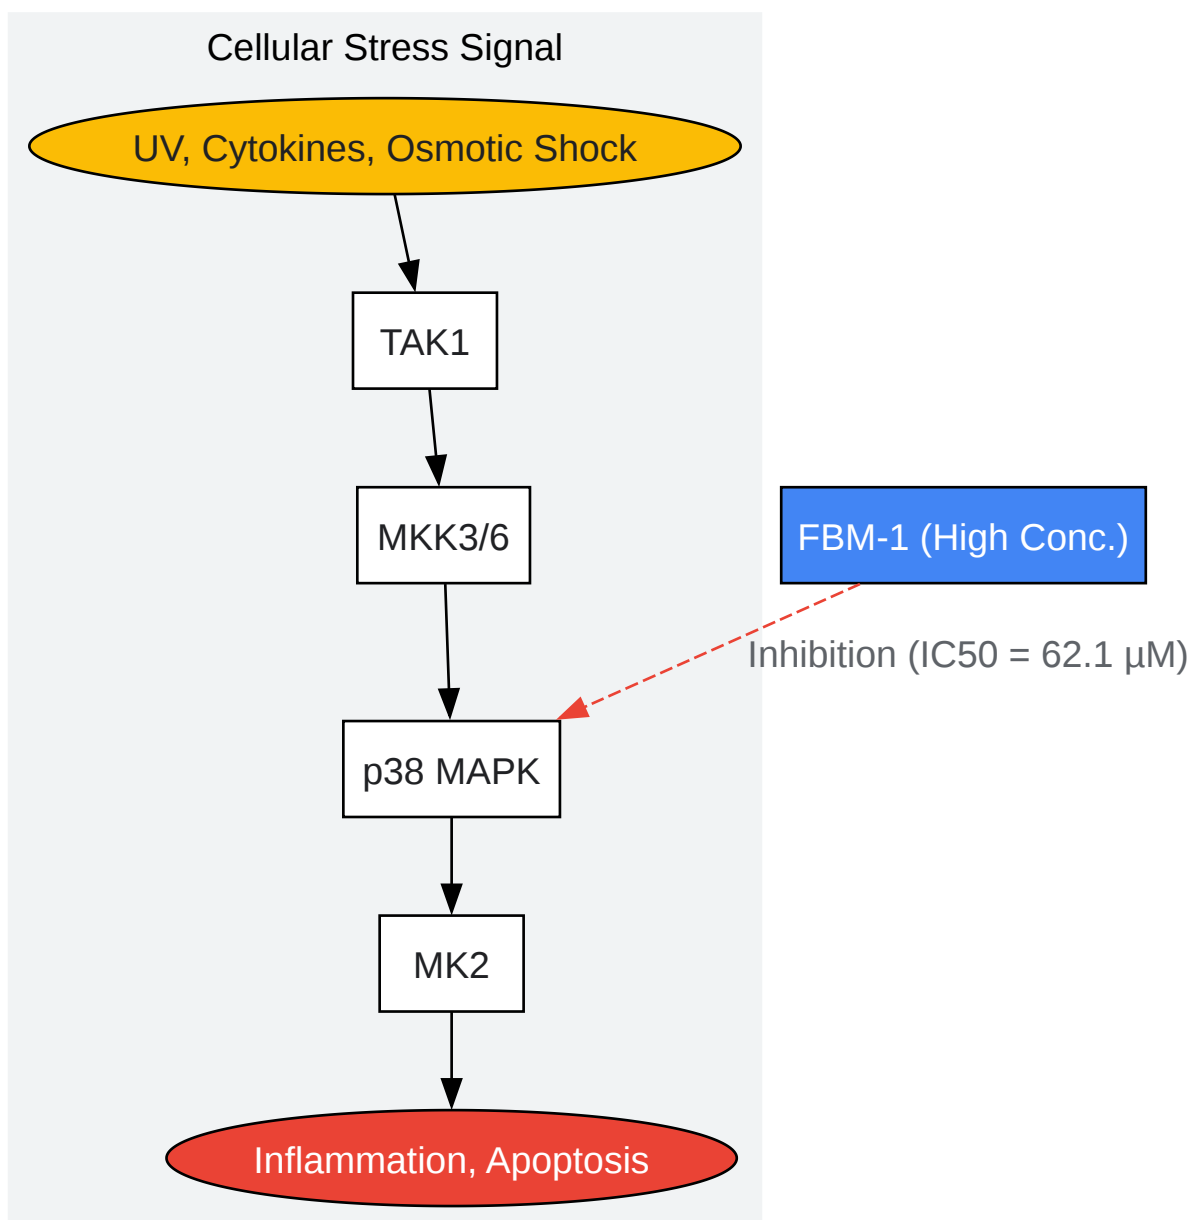 Cellular Stress Signal
UV, Cytokines, Osmotic Shock
TAK1
MKK3/6
FBM-1 (High Conc.)
Inhibition (IC50 = 62.1 µM)
p38 MAPK
MK2
Inflammation, Apoptosis